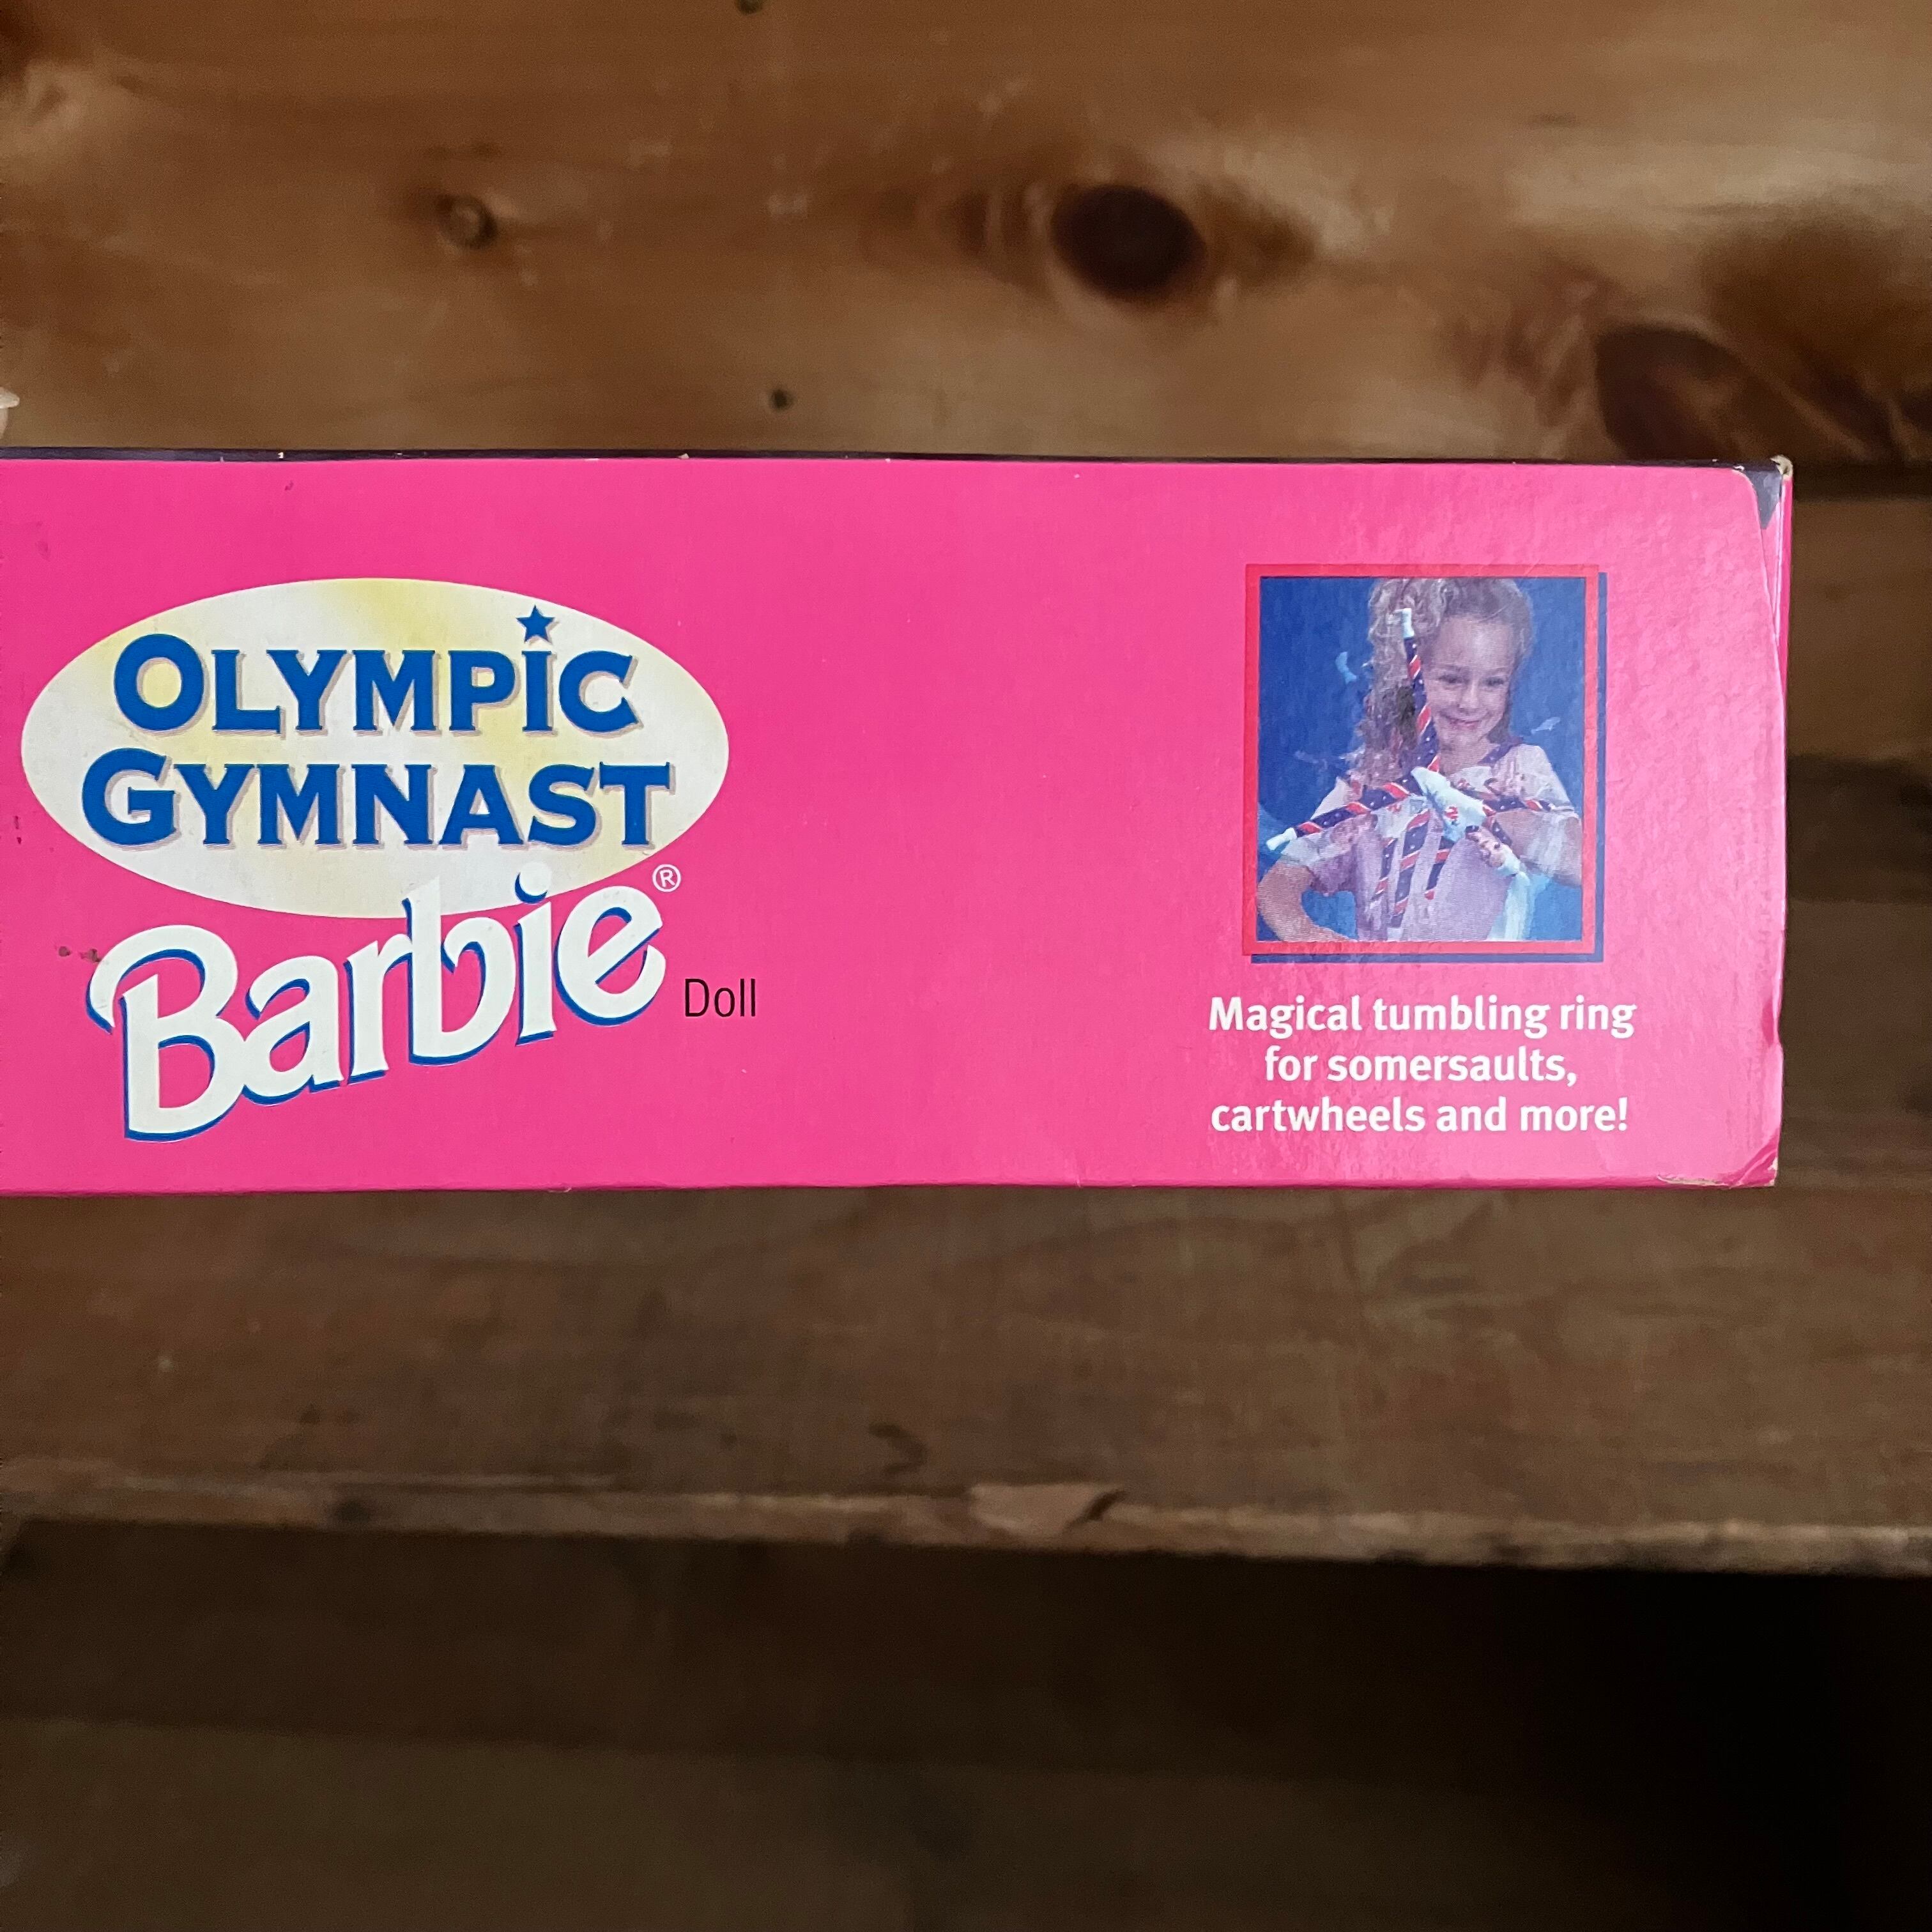 OLYMPIC
GYMNAST
Barbie® Doll
Magical tumbling ring
for somersaults,
cartwheels and more!